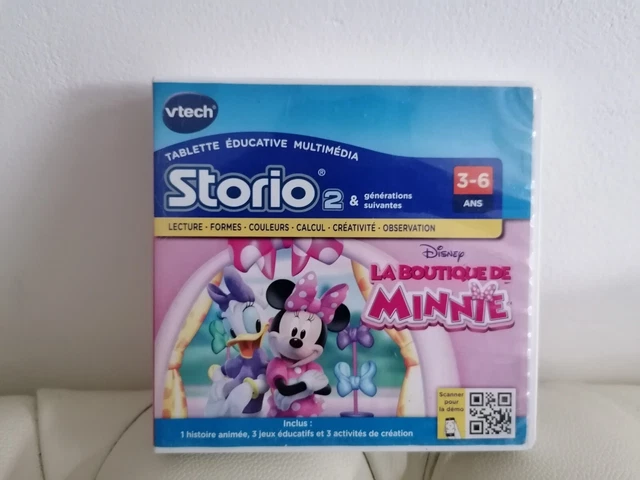 vtech®
TABLETTE ÉDUCATIVE MULTIMÉDIA
Storio® 2 & générations
suivantes
3-6
ANS
LECTURE · FORMES · COULEURS · CALCUL · CRÉATIVITÉ · OBSERVATION
Disney
LA BOUTIQUE DE
MINNIE
Scanner
pour
la démo
Inclus :
1 histoire animée, 3 jeux éducatifs et 3 activités de création